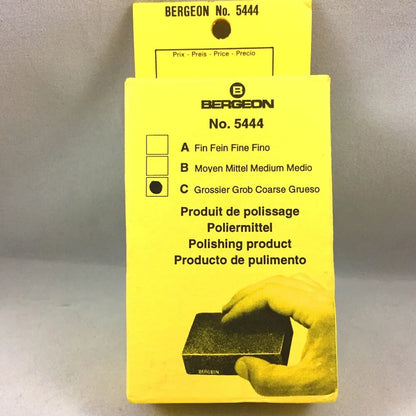 BERGEON No. 5444
Prix - Preis - Price - Precio
B
BERGEON
No. 5444
A Fin Fein Fine Fino
B Moyen Mittel Medium Medio
C Grossier Grob Coarse Grueso
Produit de polissage
Poliermittel
Polishing product
Producto de pulimento
BERGEON